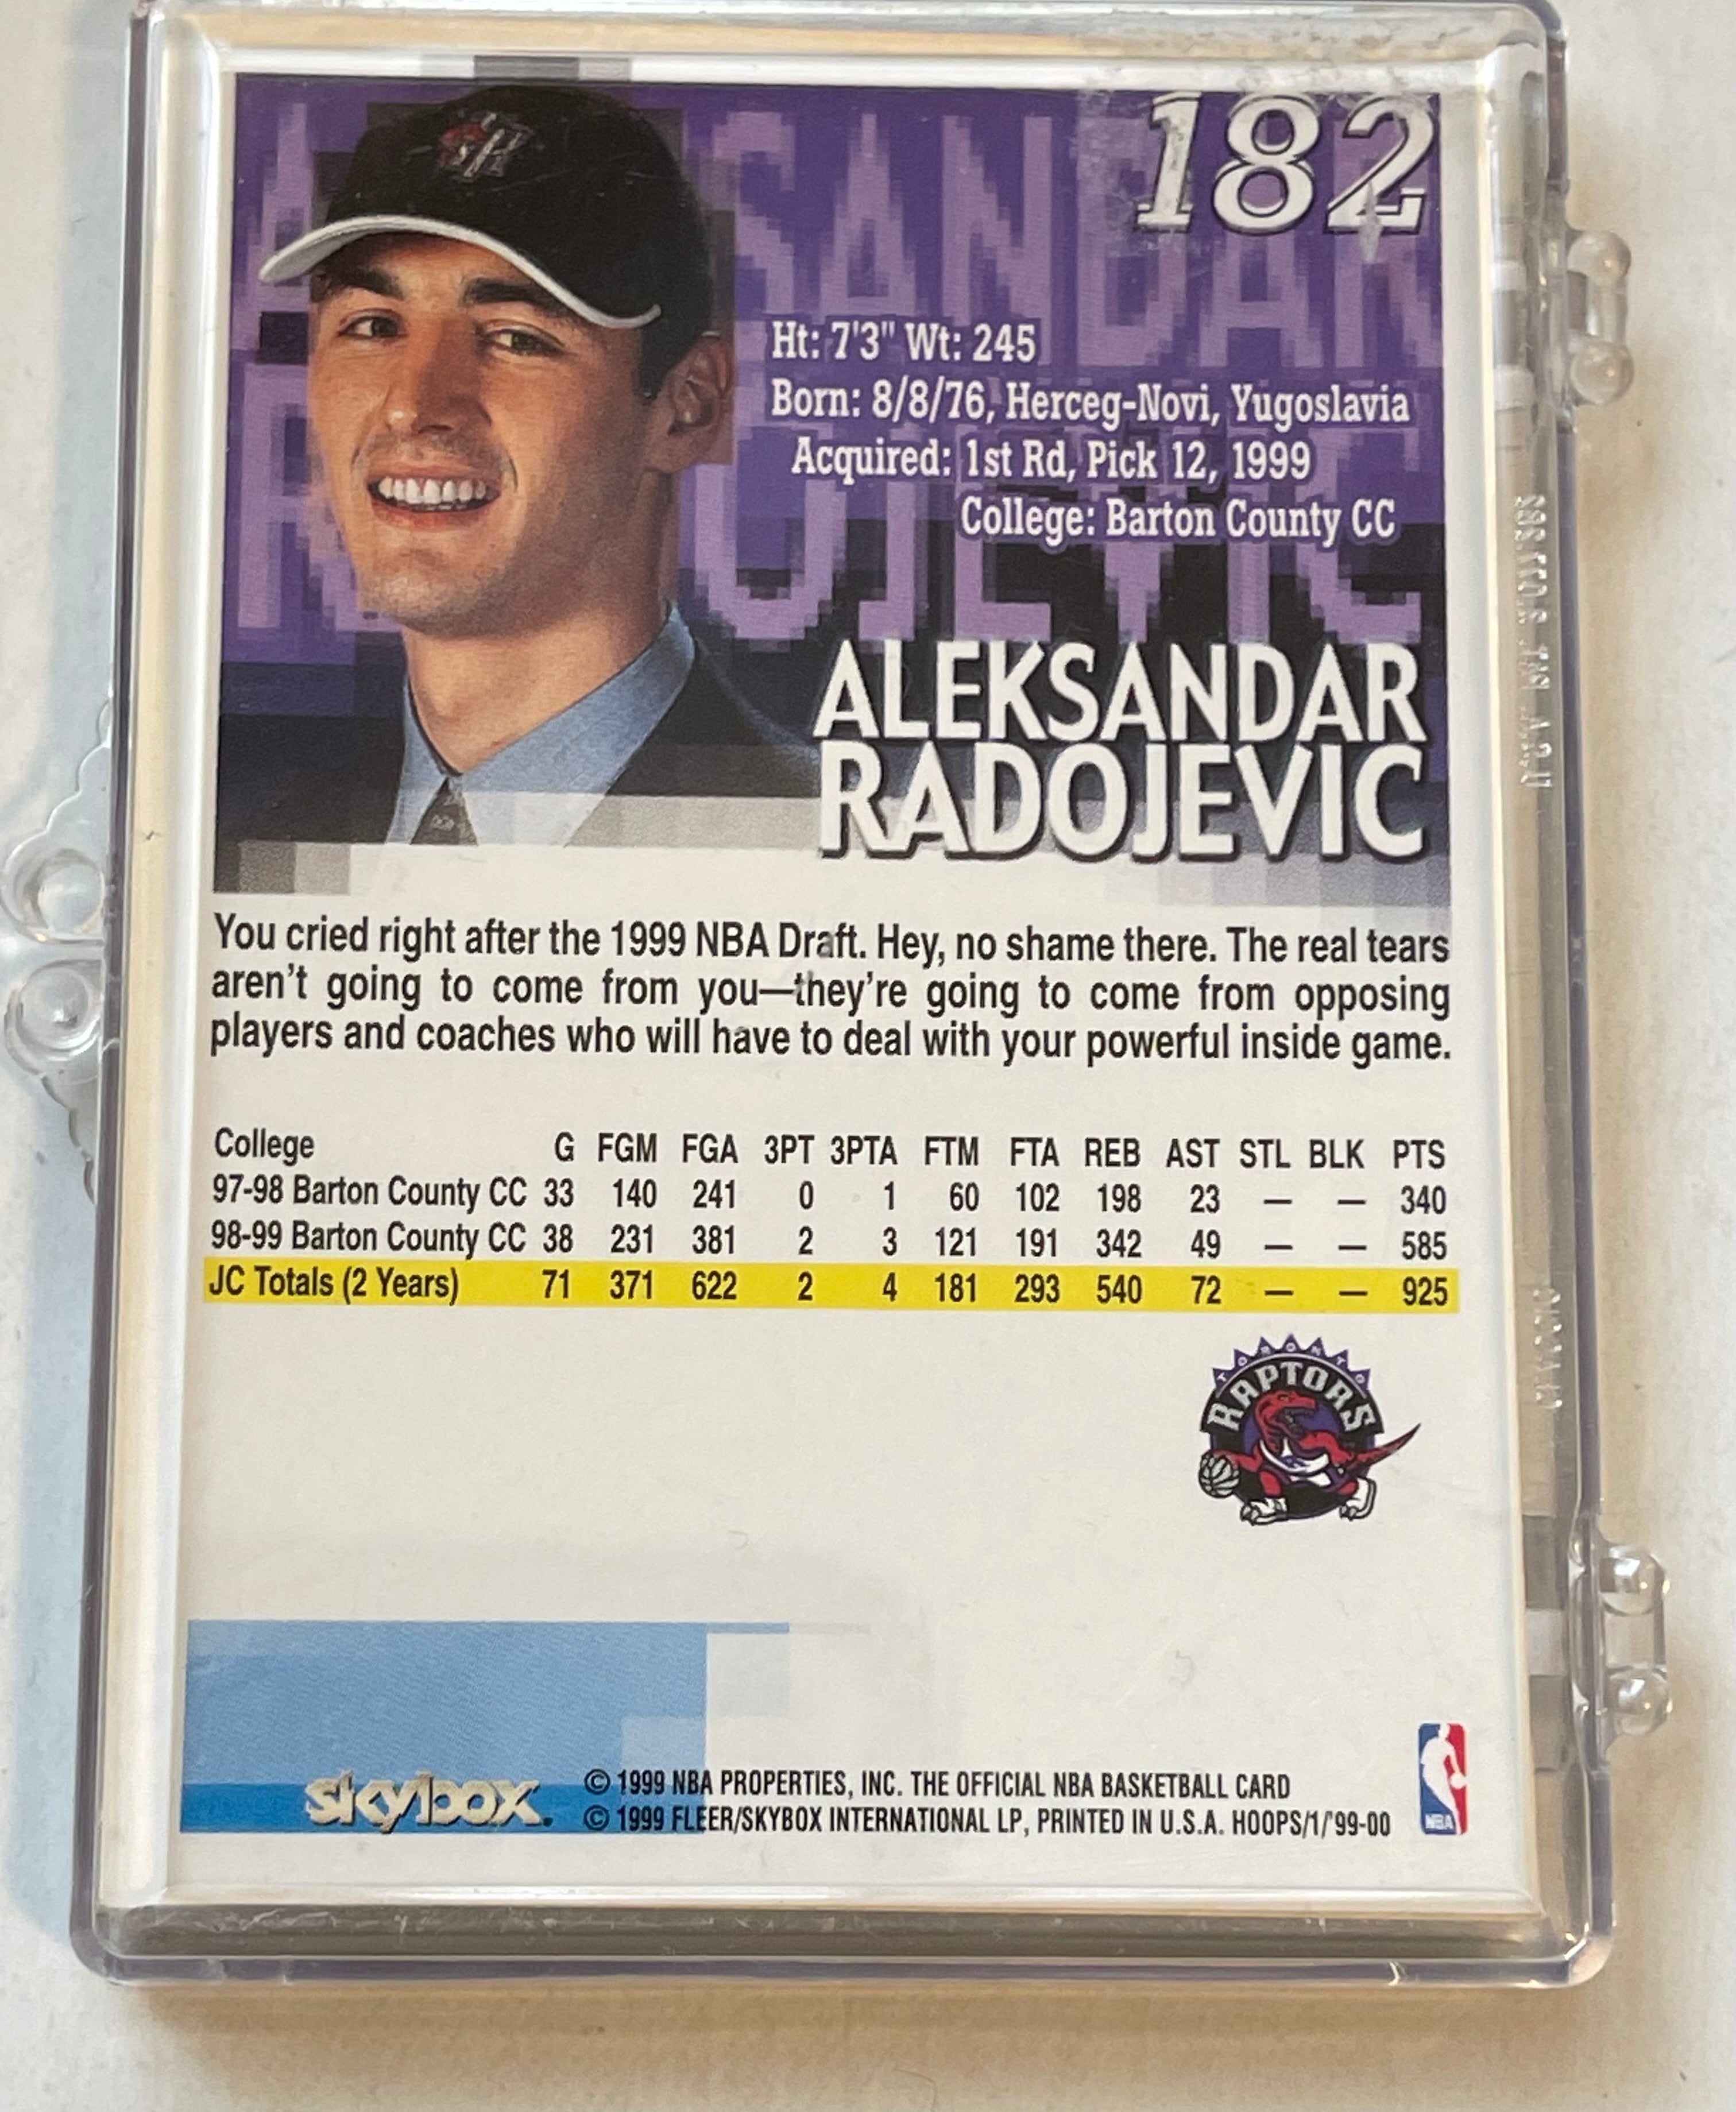 182
Ht: 7'3" Wt: 245
Born: 8/8/76, Herceg-Novi, Yugoslavia
Acquired: 1st Rd, Pick 12, 1999
College: Barton County CC
ALEKSANDAR
RADOJEVIC
You cried right after the 1999 NBA Draft. Hey, no shame there. The real tears
aren't going to come from you—they're going to come from opposing
players and coaches who will have to deal with your powerful inside game.
College G FGM FGA 3PT 3PTA FTM FTA REB AST STL BLK PTS
97-98 Barton County CC 33 140 241 0 1 60 102 198 23 — — 340
98-99 Barton County CC 38 231 381 2 3 121 191 342 49 — — 585
JC Totals (2 Years) 71 371 622 2 4 181 293 540 72 — — 925
TORONTO
RAPTORS
skybox.
© 1999 NBA PROPERTIES, INC. THE OFFICIAL NBA BASKETBALL CARD
© 1999 FLEER/SKYBOX INTERNATIONAL LP, PRINTED IN U.S.A. HOOPS/1/'99-00
NBA